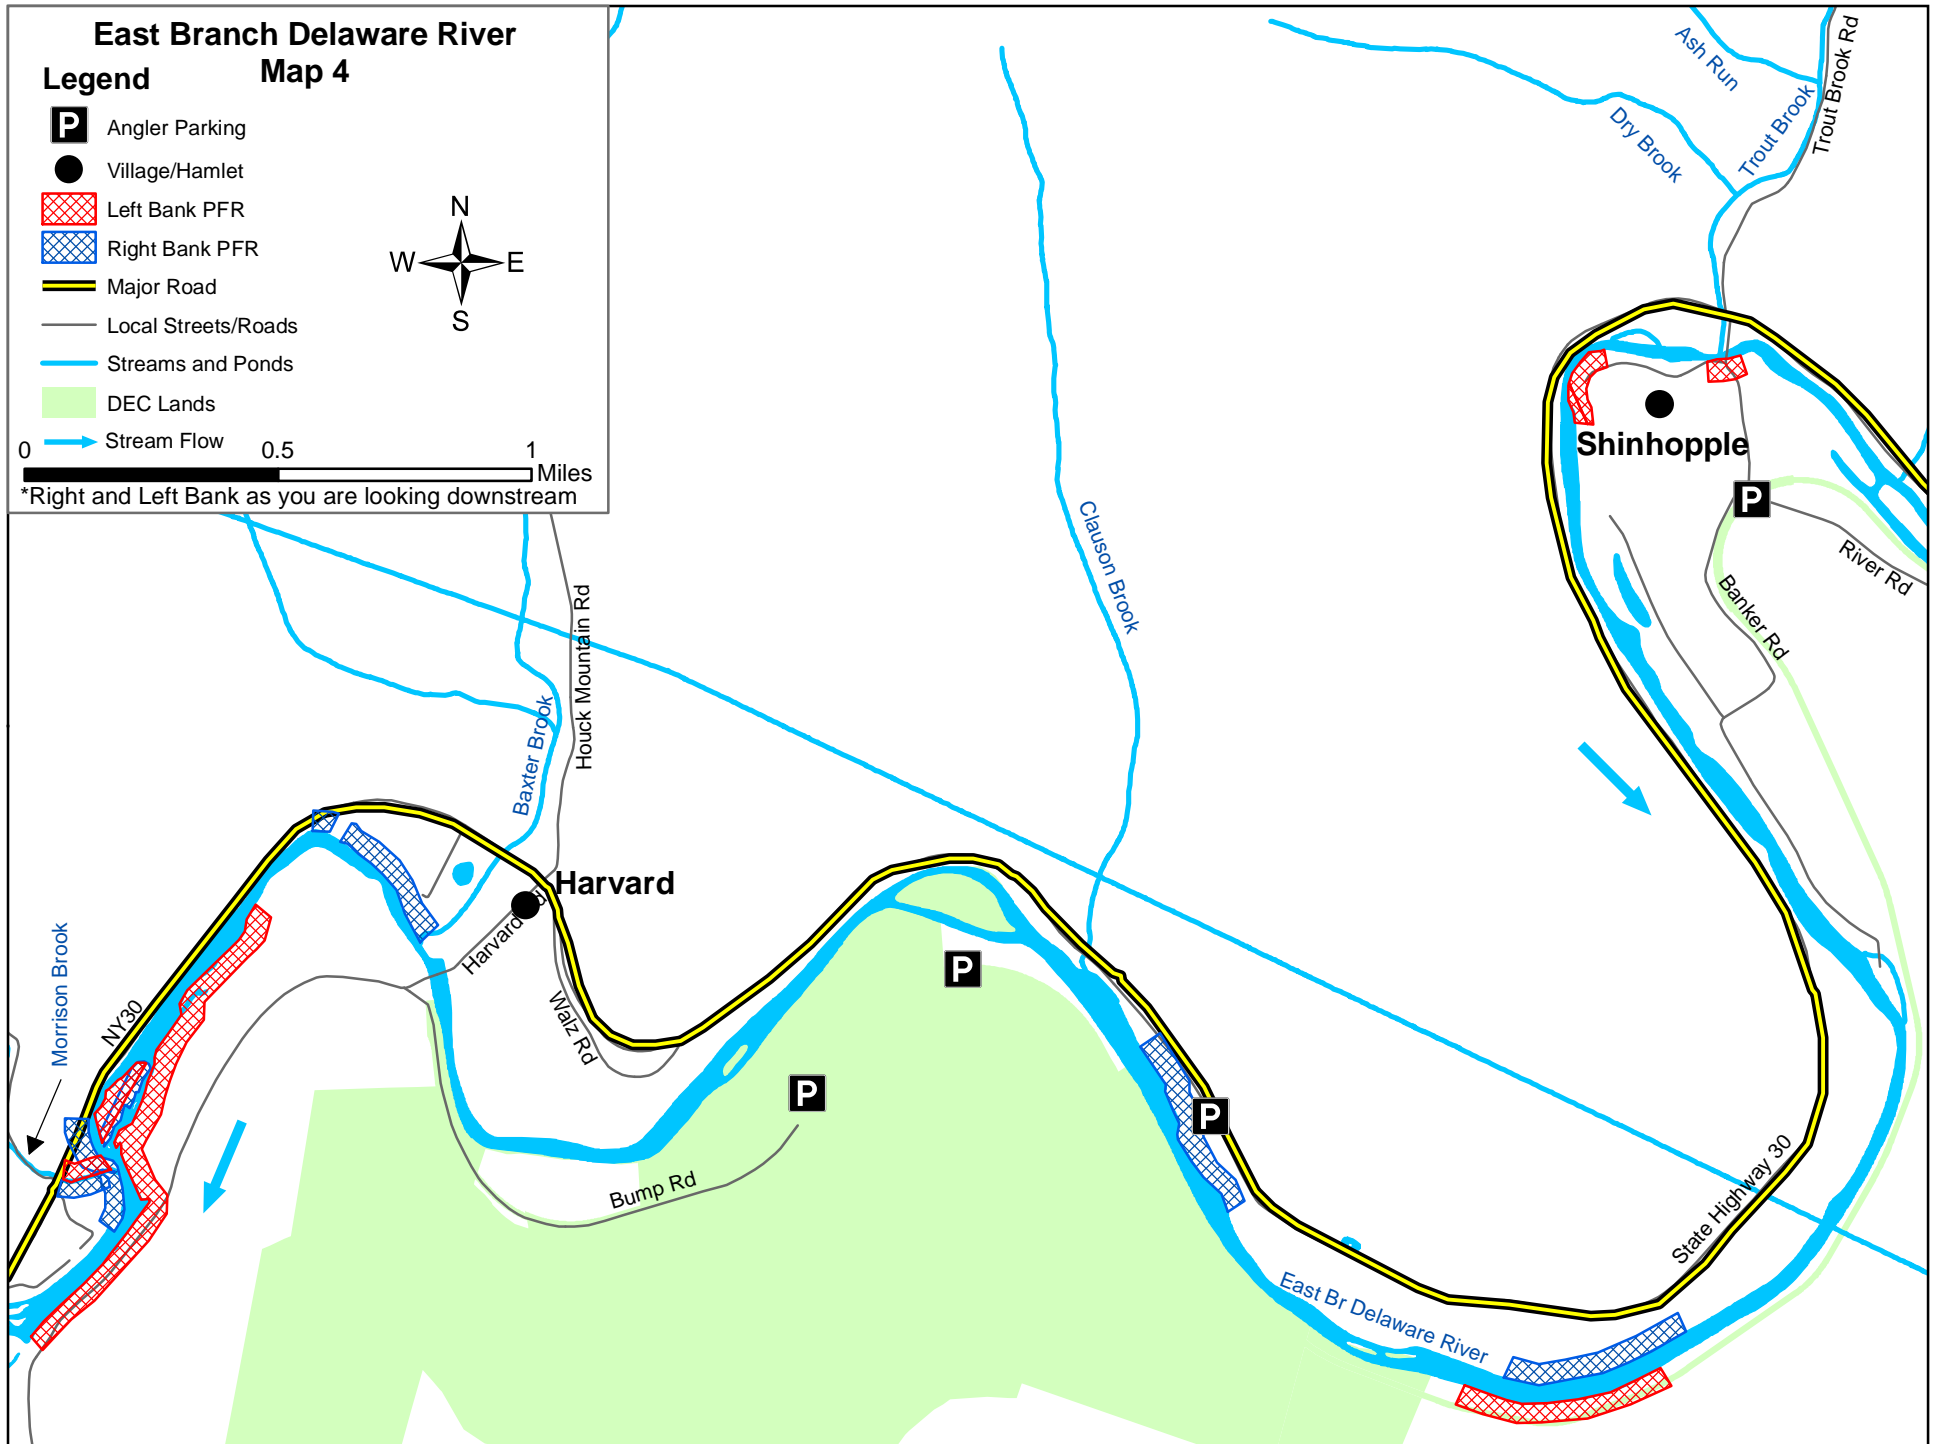 East Branch Delaware River
Map 4
Legend
P
Angler Parking
Village/Hamlet
Left Bank PFR
Right Bank PFR
Major Road
Local Streets/Roads
Streams and Ponds
DEC Lands
Stream Flow
N
W
E
S
0
0.5
1
Miles
*Right and Left Bank as you are looking downstream
Ash Run
Dry Brook
Trout Brook
Trout Brook Rd
Shinhopple
P
River Rd
Banker Rd
Clauson Brook
Houck Mountain Rd
Baxter Brook
Harvard
Harvard Rd
Walz Rd
Morrison Brook
NY30
P
P
P
Bump Rd
State Highway 30
East Br Delaware River